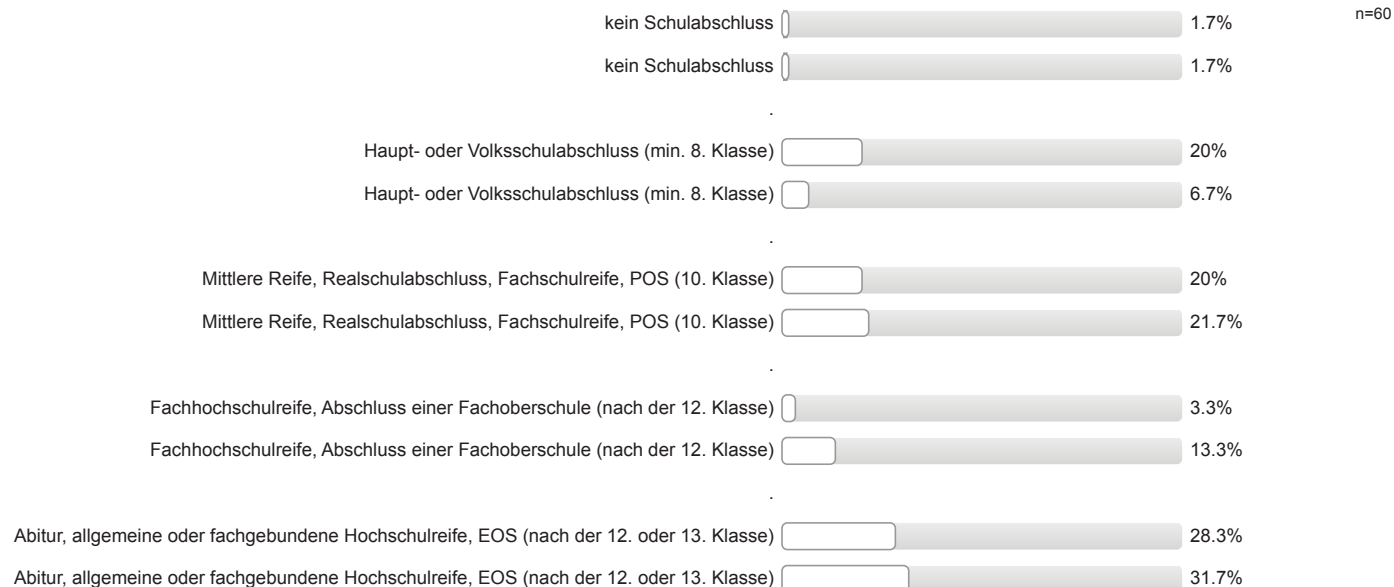 kein Schulabschluss 1.7% n=60
kein Schulabschluss 1.7%
.
Haupt- oder Volksschulabschluss (min. 8. Klasse) 20%
Haupt- oder Volksschulabschluss (min. 8. Klasse) 6.7%
.
Mittlere Reife, Realschulabschluss, Fachschulreife, POS (10. Klasse) 20%
Mittlere Reife, Realschulabschluss, Fachschulreife, POS (10. Klasse) 21.7%
.
Fachhochschulreife, Abschluss einer Fachoberschule (nach der 12. Klasse) 3.3%
Fachhochschulreife, Abschluss einer Fachoberschule (nach der 12. Klasse) 13.3%
.
Abitur, allgemeine oder fachgebundene Hochschulreife, EOS (nach der 12. oder 13. Klasse) 28.3%
Abitur, allgemeine oder fachgebundene Hochschulreife, EOS (nach der 12. oder 13. Klasse) 31.7%